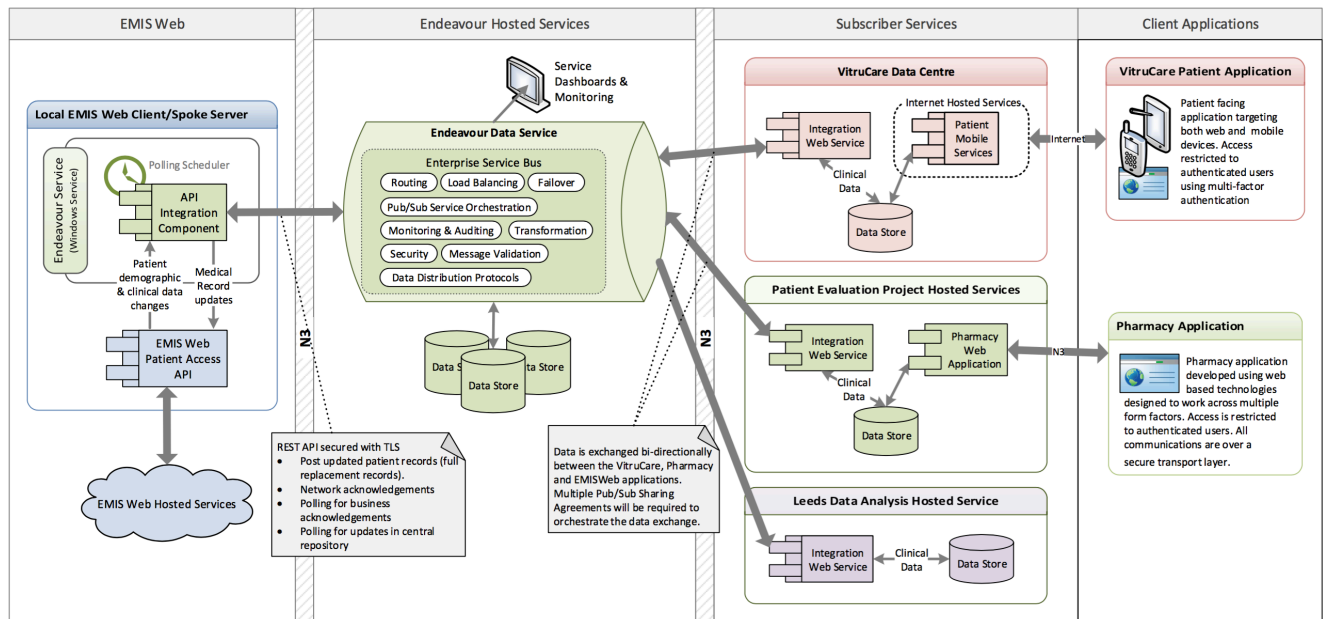 EMIS Web
Endeavour Hosted Services
Subscriber Services
Client Applications
Local EMIS Web Client/Spoke Server
Endeavour Service
(Windows Service)
Polling Scheduler
API
Integration
Component
Patient
demographic
& clinical data
changes
Medical
Record
updates
EMIS Web
Patient Access
API
EMIS Web Hosted Services
N3
Service
Dashboards &
Monitoring
Endeavour Data Service
Enterprise Service Bus
Routing
Load Balancing
Failover
Pub/Sub Service Orchestration
Monitoring & Auditing
Transformation
Security
Message Validation
Data Distribution Protocols
Data Store
Data Store
Data Store
REST API secured with TLS
• Post updated patient records (full
replacement records).
• Network acknowledgements
• Polling for business
acknowledgements
• Polling for updates in central
repository
Data is exchanged bi-directionally
between the VitruCare, Pharmacy
and EMISWeb applications.
Multiple Pub/Sub Sharing
Agreements will be required to
orchestrate the data exchange.
N3
VitruCare Data Centre
Internet Hosted Services
Integration
Web Service
Patient
Mobile
Services
Clinical
Data
Data Store
Internet
Patient Evaluation Project Hosted Services
Integration
Web Service
Pharmacy
Web
Application
Clinical
Data
Data Store
N3
Leeds Data Analysis Hosted Service
Integration
Web Service
Clinical
Data
Data Store
VitruCare Patient Application
Patient facing
application targeting
both web and mobile
devices. Access
restricted to
authenticated users
using multi-factor
authentication
Pharmacy Application
Pharmacy application
developed using web
based technologies
designed to work across multiple
form factors. Access is restricted
to authenticated users. All
communications are over a
secure transport layer.